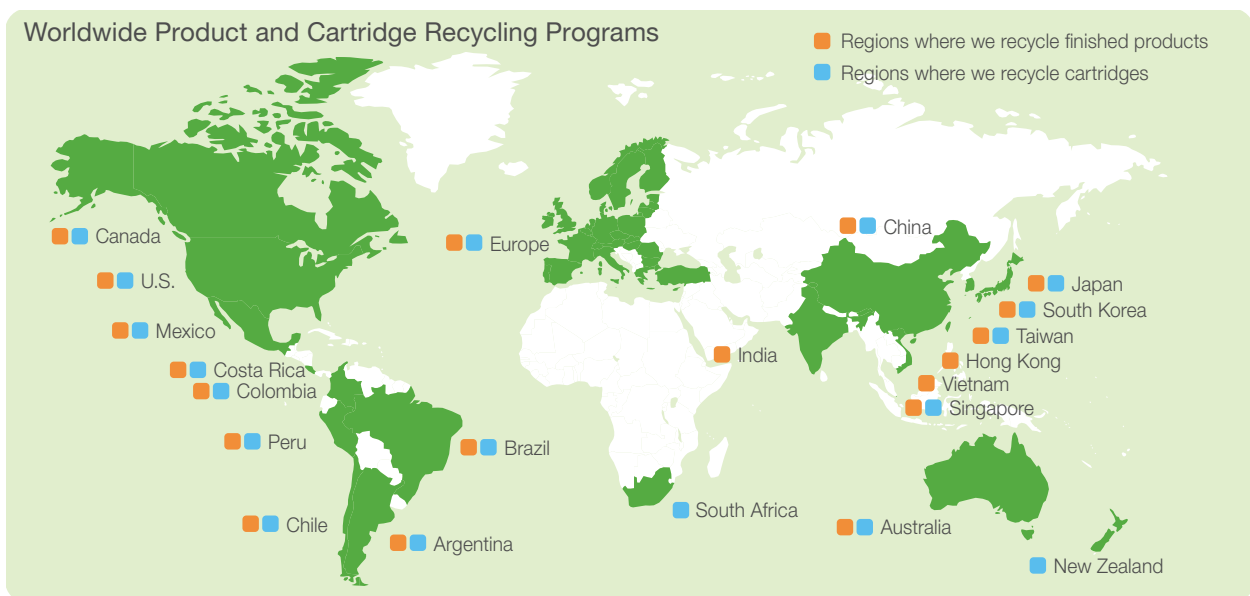 Worldwide Product and Cartridge Recycling Programs
Regions where we recycle finished products
Regions where we recycle cartridges
Canada
Europe
China
U.S.
Japan
South Korea
Mexico
Taiwan
India
Hong Kong
Costa Rica
Vietnam
Colombia
Singapore
Peru
Brazil
South Africa
Chile
Australia
Argentina
New Zealand